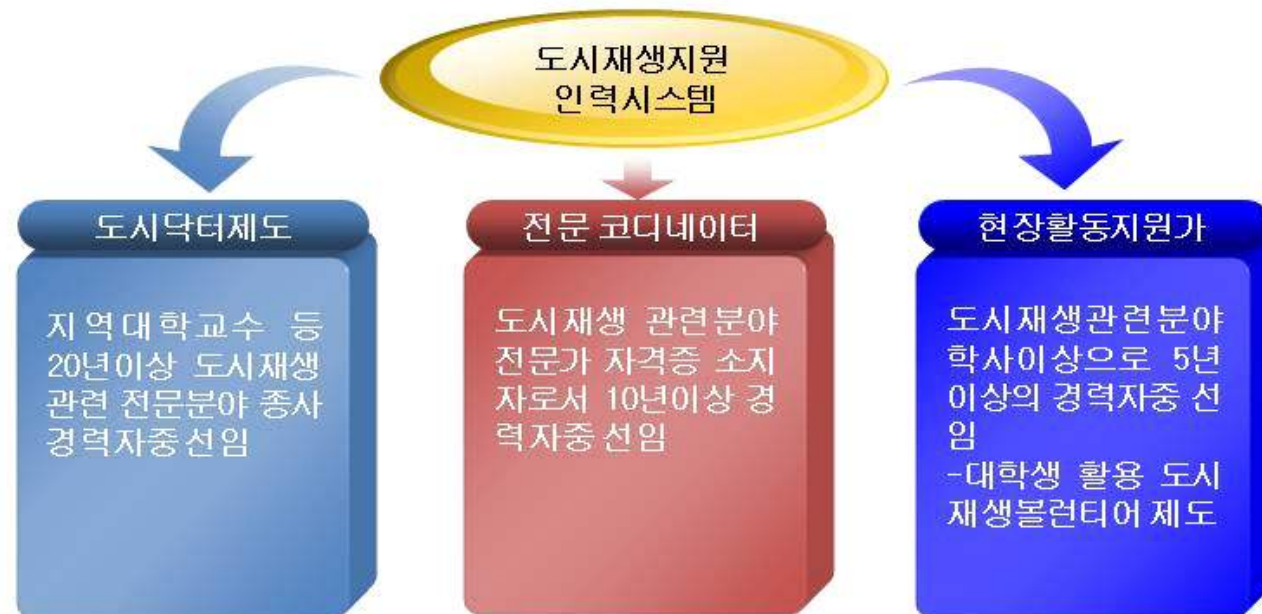 도시재생지원
인력시스템
도시닥터제도
지역대학교수 등
20년이상 도시재생
관련 전문분야 종사
경력자중선임
전문 코디네이터
도시재생 관련분야
전문가 자격증 소지
자로서 10년이상 경
력자중 선임
현장활동지원가
도시재생관련분야
학사이상으로 5년
이상의 경력자중 선
임
-대학생 활용 도시
재생볼런티어 제도